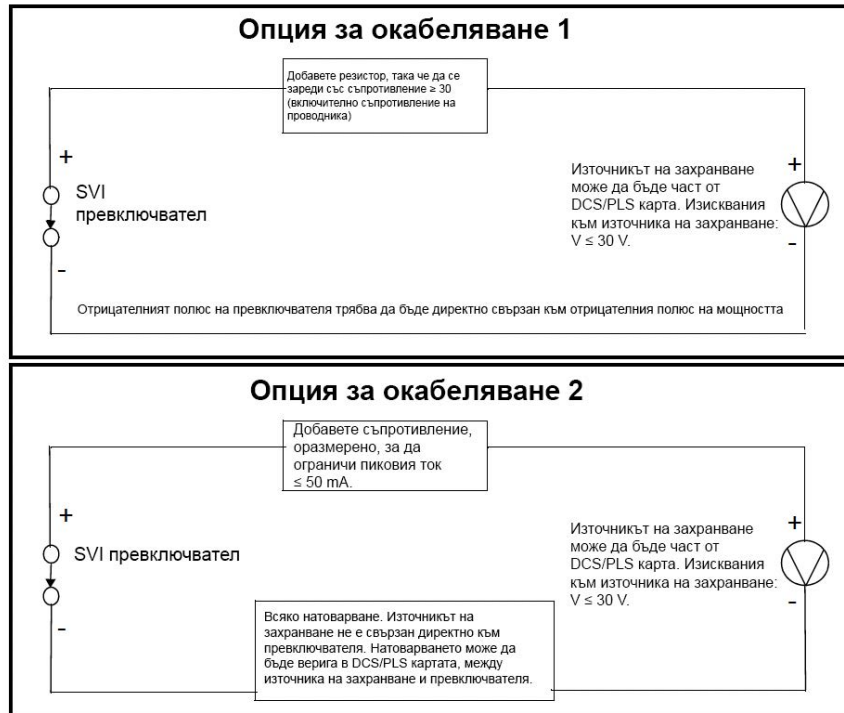 Опция за окабеляване 1
Добавете резистор, така че да се
зареди със съпротивление ≥ 30
(включително съпротивление на
проводника)
+
SVI
превключвател
-
Източникът на захранване
може да бъде част от
DCS/PLS карта. Изисквания
към източника на захранване:
V ≤ 30 V.
+
-
Отрицателният полюс на превключвателя трябва да бъде директно свързан към отрицателния полюс на мощността
Опция за окабеляване 2
Добавете съпротивление,
оразмерено, за да
ограничи пиковия ток
≤ 50 mA.
+
SVI превключвател
-
Източникът на захранване
може да бъде част от
DCS/PLS карта. Изисквания
към източника на захранване:
V ≤ 30 V.
+
-
Всяко натоварване. Източникът на
захранване не е свързан директно към
превключвателя. Натоварването може да
бъде верига в DCS/PLS картата, между
източника на захранване и превключвателя.